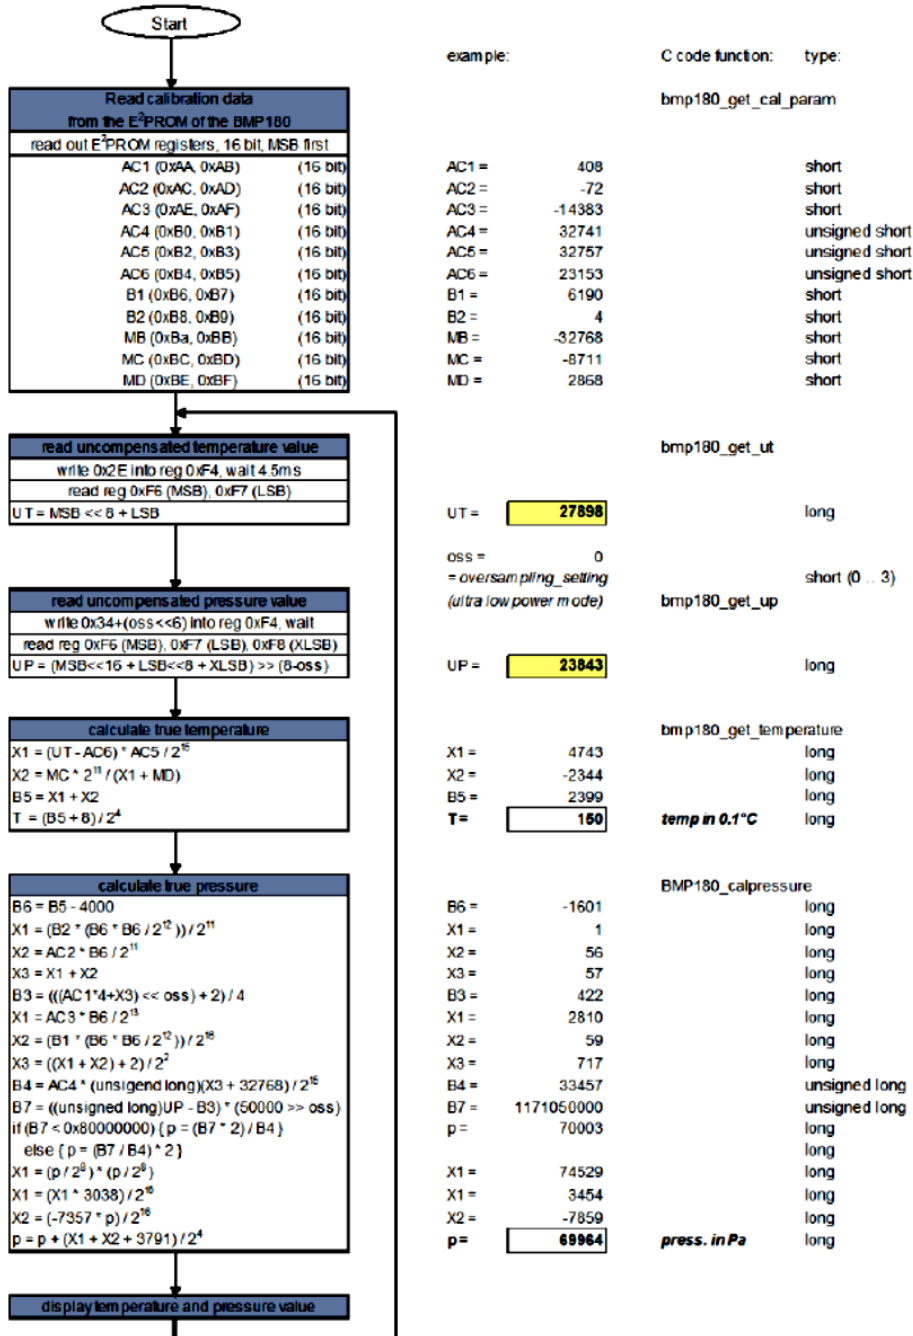 Start
example: C code function: type:
Read calibration data bmp180_get_cal_param
from the E²PROM of the BMP180
read out E²PROM registers, 16 bit, MSB first
AC1 (0xAA, 0xAB) (16 bit) AC1 = 408 short
AC2 (0xAC, 0xAD) (16 bit) AC2 = -72 short
AC3 (0xAE, 0xAF) (16 bit) AC3 = -14383 short
AC4 (0xB0, 0xB1) (16 bit) AC4 = 32741 unsigned short
AC5 (0xB2, 0xB3) (16 bit) AC5 = 32757 unsigned short
AC6 (0xB4, 0xB5) (16 bit) AC6 = 23153 unsigned short
B1 (0xB6, 0xB7) (16 bit) B1 = 6190 short
B2 (0xB8, 0xB9) (16 bit) B2 = 4 short
MB (0xBa, 0xBB) (16 bit) MB = -32768 short
MC (0xBC, 0xBD) (16 bit) MC = -8711 short
MD (0xBE, 0xBF) (16 bit) MD = 2868 short
read uncompensated temperature value bmp180_get_ut
write 0x2E into reg 0xF4, wait 4.5ms
read reg 0xF6 (MSB), 0xF7 (LSB)
UT = MSB << 8 + LSB UT = 27898 long
oss = 0
= oversampling_setting short (0 .. 3)
read uncompensated pressure value (ultra low power mode) bmp180_get_up
write 0x34+(oss<<6) into reg 0xF4, wait
read reg 0xF6 (MSB), 0xF7 (LSB), 0xF8 (XLSB)
UP = (MSB<<16 + LSB<<8 + XLSB) >> (8-oss) UP = 23843 long
calculate true temperature bmp180_get_temperature
X1 = (UT - AC6) * AC5 / 2¹⁵ X1 = 4743 long
X2 = MC * 2¹¹ / (X1 + MD) X2 = -2344 long
B5 = X1 + X2 B5 = 2399 long
T = (B5 + 8) / 2⁴ T= 150 temp in 0.1°C long
calculate true pressure BMP180_calpressure
B6 = B5 - 4000 B6 = -1601 long
X1 = (B2 * (B6 * B6 / 2¹² )) / 2¹¹ X1 = 1 long
X2 = AC2 * B6 / 2¹¹ X2 = 56 long
X3 = X1 + X2 X3 = 57 long
B3 = (((AC1*4+X3) << oss) + 2) / 4 B3 = 422 long
X1 = AC3 * B6 / 2¹³ X1 = 2810 long
X2 = (B1 * (B6 * B6 / 2¹² )) / 2¹⁶ X2 = 59 long
X3 = ((X1 + X2) + 2) / 2² X3 = 717 long
B4 = AC4 * (unsigend long)(X3 + 32768) / 2¹⁵ B4 = 33457 unsigned long
B7 = ((unsigned long)UP - B3) * (50000 >> oss) B7 = 1171050000 unsigned long
if (B7 < 0x80000000) { p = (B7 * 2) / B4 } p = 70003 long
else { p = (B7 / B4) * 2 } long
X1 = (p / 2⁸) * (p / 2⁸) X1 = 74529 long
X1 = (X1 * 3038) / 2¹⁶ X1 = 3454 long
X2 = (-7357 * p) / 2¹⁶ X2 = -7859 long
p = p + (X1 + X2 + 3791) / 2⁴ p= 69964 press. in Pa long
display temperature and pressure value